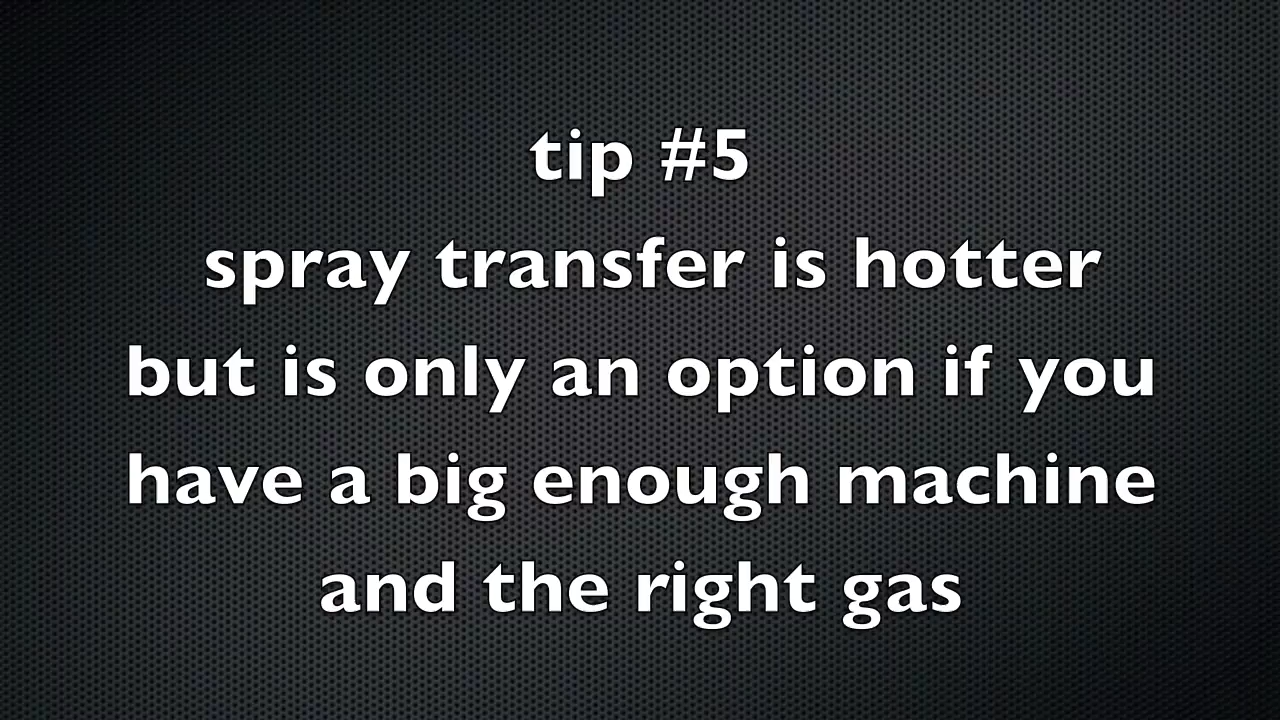 tip #5
spray transfer is hotter
but is only an option if you
have a big enough machine
and the right gas